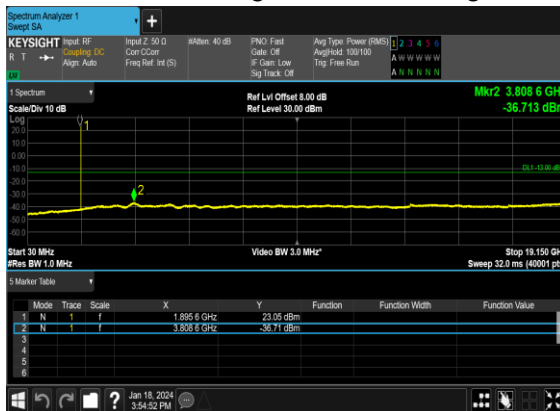 Spectrum Analyzer 1
Swept SA
+
KEYSIGHT Input: RF Input Z: 50 Ω #Atten: 40 dB PNO: Fast Avg Type: Power (RMS) 1 2 3 4 5 6
R T Coupling: DC Corr CCorr Gate: Off Avg|Hold: 100/100 A W W W W W
Align: Auto Freq Ref: Int (S) IF Gain: Low Trig: Free Run
Sig Track: Off A N N N N N
1 Spectrum Ref Lvl Offset 8.00 dB Mkr2 3.808 6 GH
Scale/Div 10 dB Ref Level 30.00 dBm -36.713 dB
Log
20.0
10.0
0.00
-10.0
DL1 -13.00 dB
-20.0
-30.0
-40.0
-50.0
-60.0
1
2
Start 30 MHz Video BW 3.0 MHz* Stop 19.150 GH
#Res BW 1.0 MHz Sweep 32.0 ms (40001 pt
5 Marker Table
Mode Trace Scale X Y Function Function Width Function Value
1 N 1 f 1.895 6 GHz 23.05 dBm
2 N 1 f 3.808 6 GHz -36.71 dBm
3
4
5
6
? Jan 18, 2024
3:54:52 PM